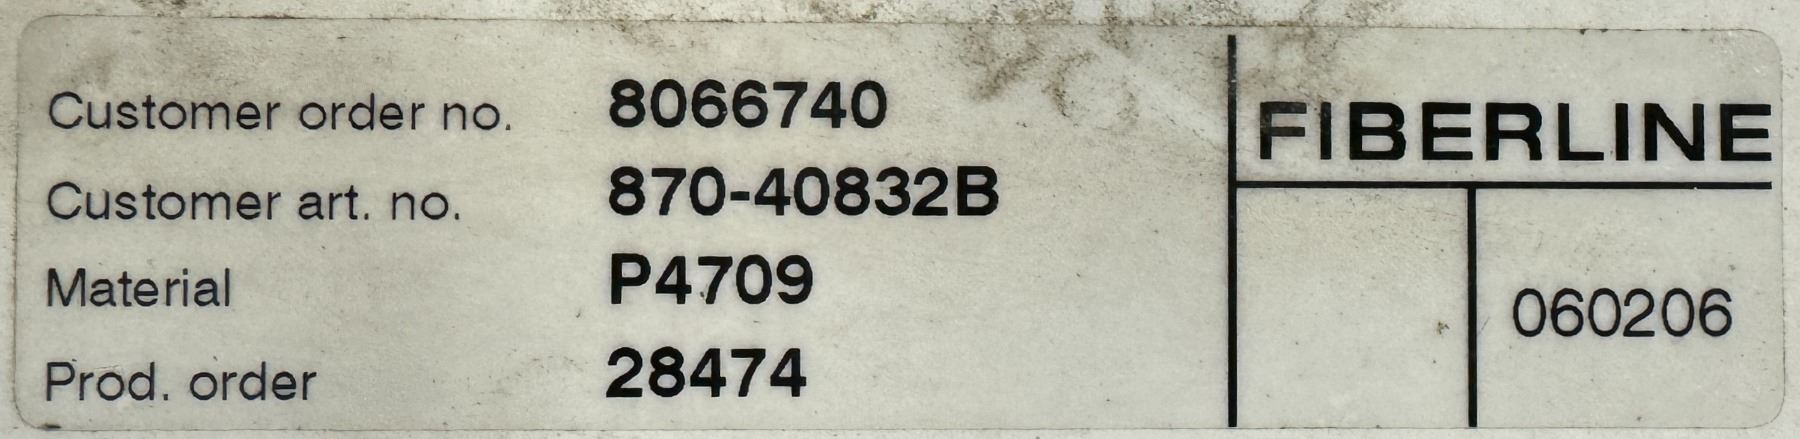 Customer order no. 8066740
Customer art. no. 870-40832B
Material P4709
Prod. order 28474
FIBERLINE
060206